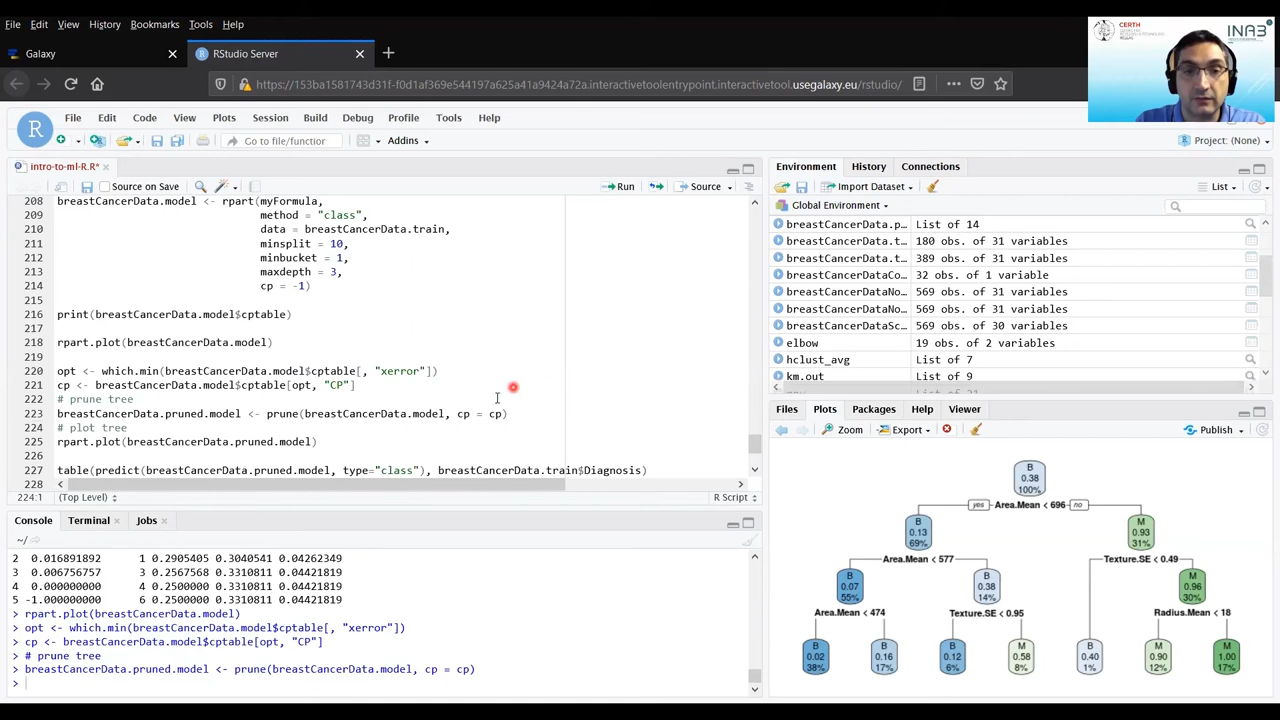 File Edit View History Bookmarks Tools Help
Galaxy
RStudio Server
https://153ba1581743d31f-f0d1af369e544197a625a5420a9a4a72a.interactivetoolentrypoint.interactivetool.usegalaxy.eu/rstudio/
CERTH
INAB
File Edit Code View Plots Session Build Debug Profile Tools Help
Go to file/function
Addins
Project: (None)
intro-to-ml-R.R*
Source on Save
Run
Source
208 breastCancerData.model <- rpart(myFormula,
209 method = "class",
210 data = breastCancerData.train,
211 minsplit = 10,
212 minbucket = 1,
213 maxdepth = 3,
214 cp = -1)
215
216 print(breastCancerData.model$cptable)
217
218 rpart.plot(breastCancerData.model)
219
220 opt <- which.min(breastCancerData.model$cptable[, "xerror"])
221 cp <- breastCancerData.model$cptable[opt, "CP"]
222 # prune tree
223 breastCancerData.pruned.model <- prune(breastCancerData.model, cp = cp)
224 # plot tree
225 rpart.plot(breastCancerData.pruned.model)
226
227 table(predict(breastCancerData.pruned.model, type="class"), breastCancerData.train$Diagnosis)
228
224:1 (Top Level) R Script
Console Terminal Jobs
~/
2 0.016891892 1 0.2905405 0.3040541 0.04262349
3 0.006756757 3 0.2567568 0.3310811 0.04421819
4 0.000000000 4 0.2500000 0.3310811 0.04421819
5 -1.000000000 6 0.2500000 0.3310811 0.04421819
> rpart.plot(breastCancerData.model)
> opt <- which.min(breastCancerData.model$cptable[, "xerror"])
> cp <- breastCancerData.model$cptable[opt, "CP"]
> # prune tree
> breastCancerData.pruned.model <- prune(breastCancerData.model, cp = cp)
>
Environment History Connections
Import Dataset
List
Global Environment
breastCancerData.p… List of 14
breastCancerData.t… 180 obs. of 31 variables
breastCancerData.t… 389 obs. of 31 variables
breastCancerDataCo… 32 obs. of 1 variable
breastCancerDataNo… 569 obs. of 31 variables
breastCancerDataNo… 569 obs. of 31 variables
breastCancerDataSc… 569 obs. of 30 variables
elbow 19 obs. of 2 variables
hclust_avg List of 7
km.out List of 9
Files Plots Packages Help Viewer
Zoom
Export
Publish
B
0.38
100%
yes Area.Mean < 696 no
B
0.13
69%
M
0.93
31%
Area.Mean < 577
Texture.SE < 0.49
B
0.07
55%
B
0.38
14%
M
0.96
30%
Area.Mean < 474
Texture.SE < 0.95
Radius.Mean < 18
B
0.02
38%
B
0.16
17%
B
0.12
6%
M
0.58
8%
B
0.40
1%
M
0.90
12%
M
1.00
17%